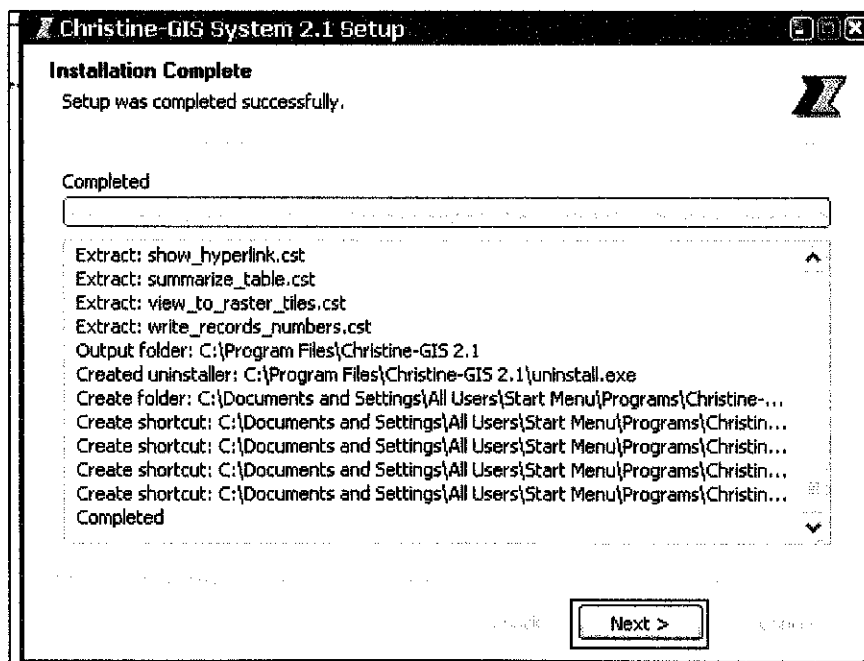 Christine-GIS System 2.1 Setup
Installation Complete
Setup was completed successfully.
Completed
Extract: show_hyperlink.cst
Extract: summarize_table.cst
Extract: view_to_raster_tiles.cst
Extract: write_records_numbers.cst
Output folder: C:\Program Files\Christine-GIS 2.1
Created uninstaller: C:\Program Files\Christine-GIS 2.1\uninstall.exe
Create folder: C:\Documents and Settings\All Users\Start Menu\Programs\Christine-...
Create shortcut: C:\Documents and Settings\All Users\Start Menu\Programs\Christin...
Create shortcut: C:\Documents and Settings\All Users\Start Menu\Programs\Christin...
Create shortcut: C:\Documents and Settings\All Users\Start Menu\Programs\Christin...
Create shortcut: C:\Documents and Settings\All Users\Start Menu\Programs\Christin...
Completed
Next >